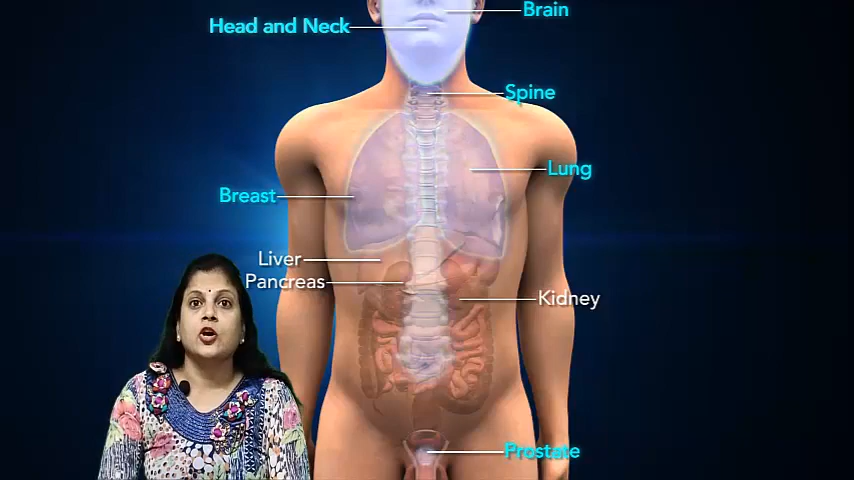 Brain
Head and Neck
Spine
Lung
Breast
Liver
Pancreas
Kidney
Prostate